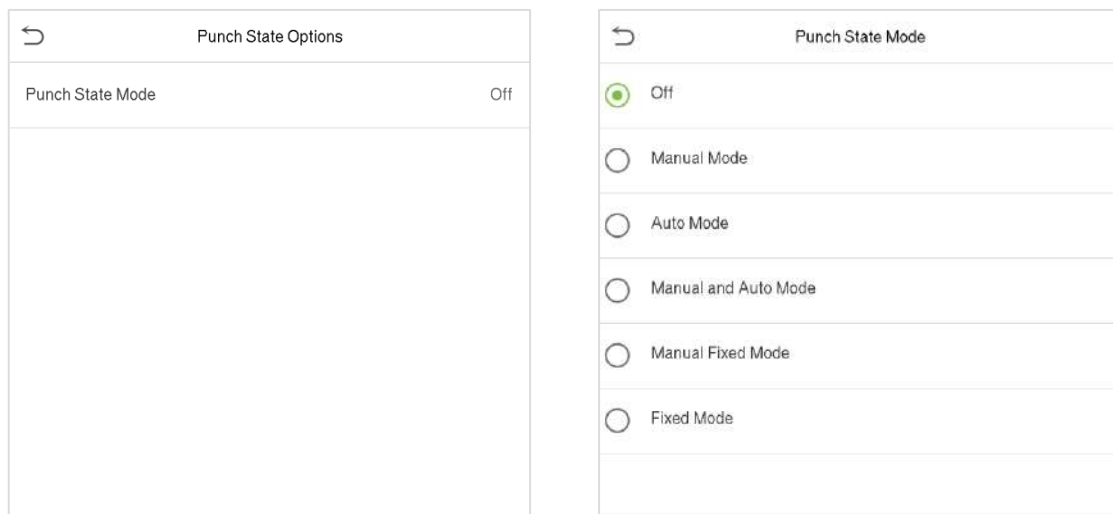 Punch State Options
Punch State Mode Off
Punch State Mode
Off
Manual Mode
Auto Mode
Manual and Auto Mode
Manual Fixed Mode
Fixed Mode